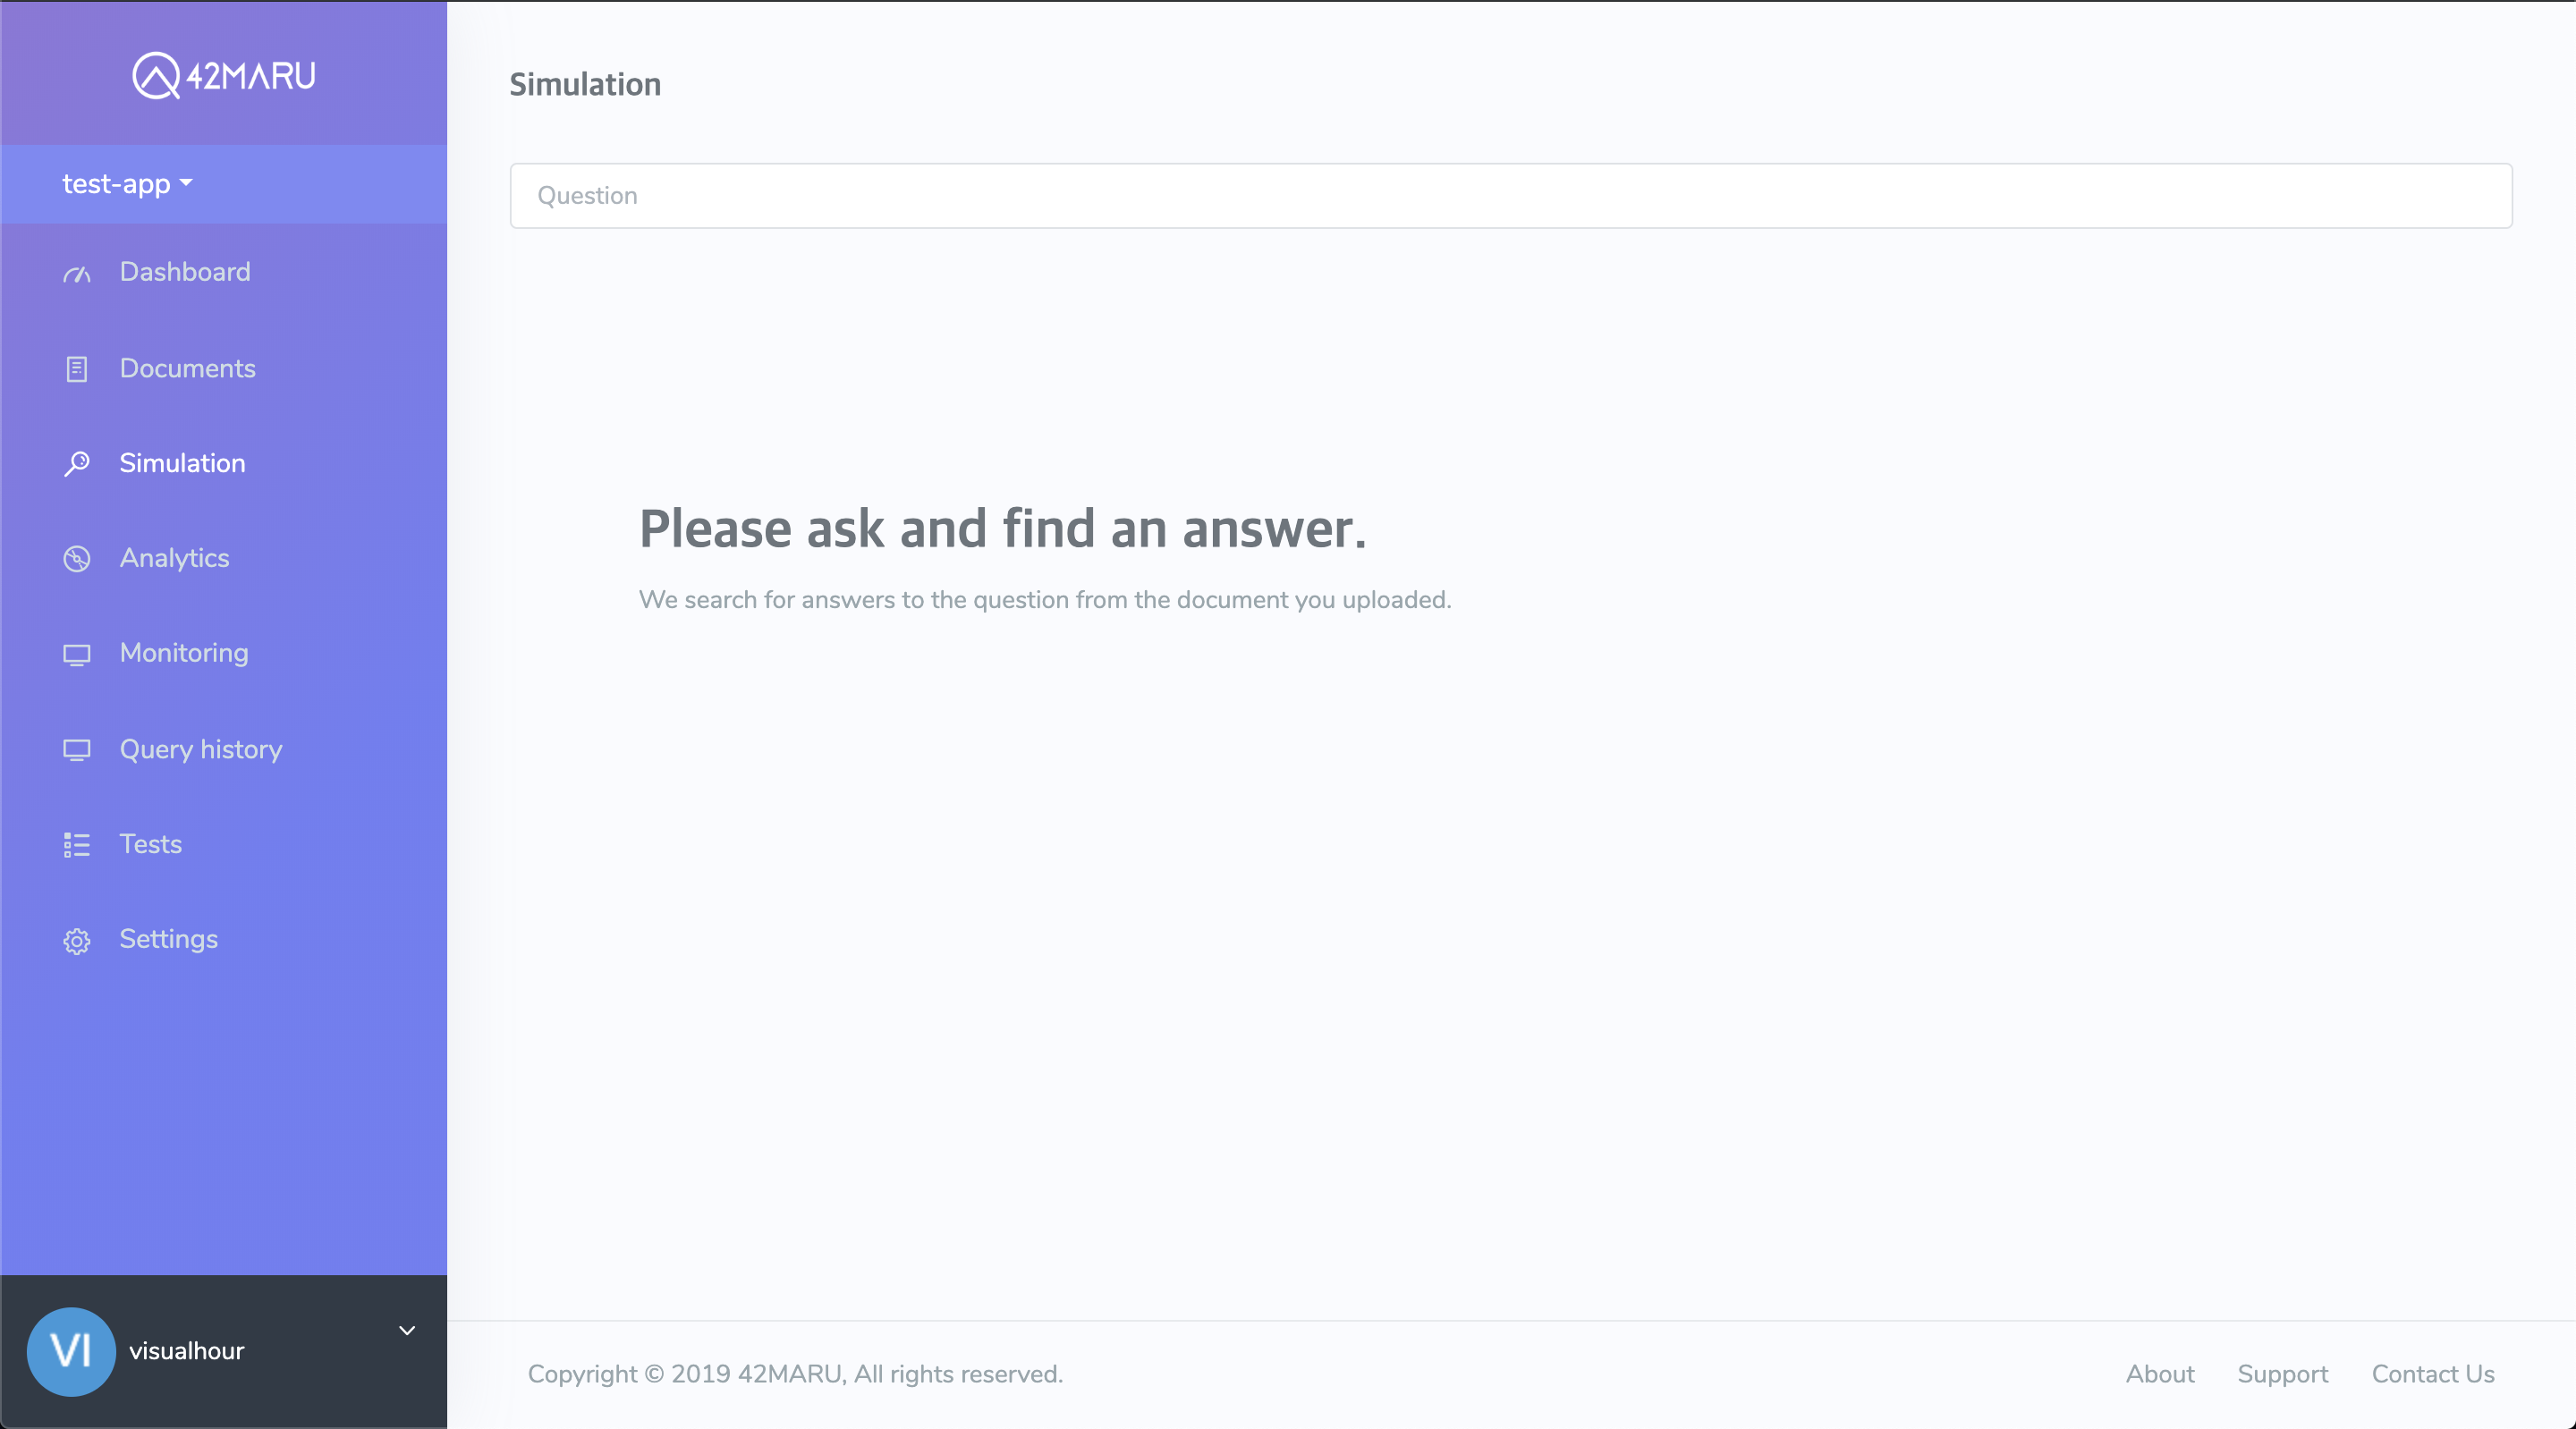 42MARU
test-app
Dashboard
Documents
Simulation
Analytics
Monitoring
Query history
Tests
Settings
VI
visualhour
Simulation
Question
Please ask and find an answer.
We search for answers to the question from the document you uploaded.
Copyright © 2019 42MARU, All rights reserved.
About
Support
Contact Us